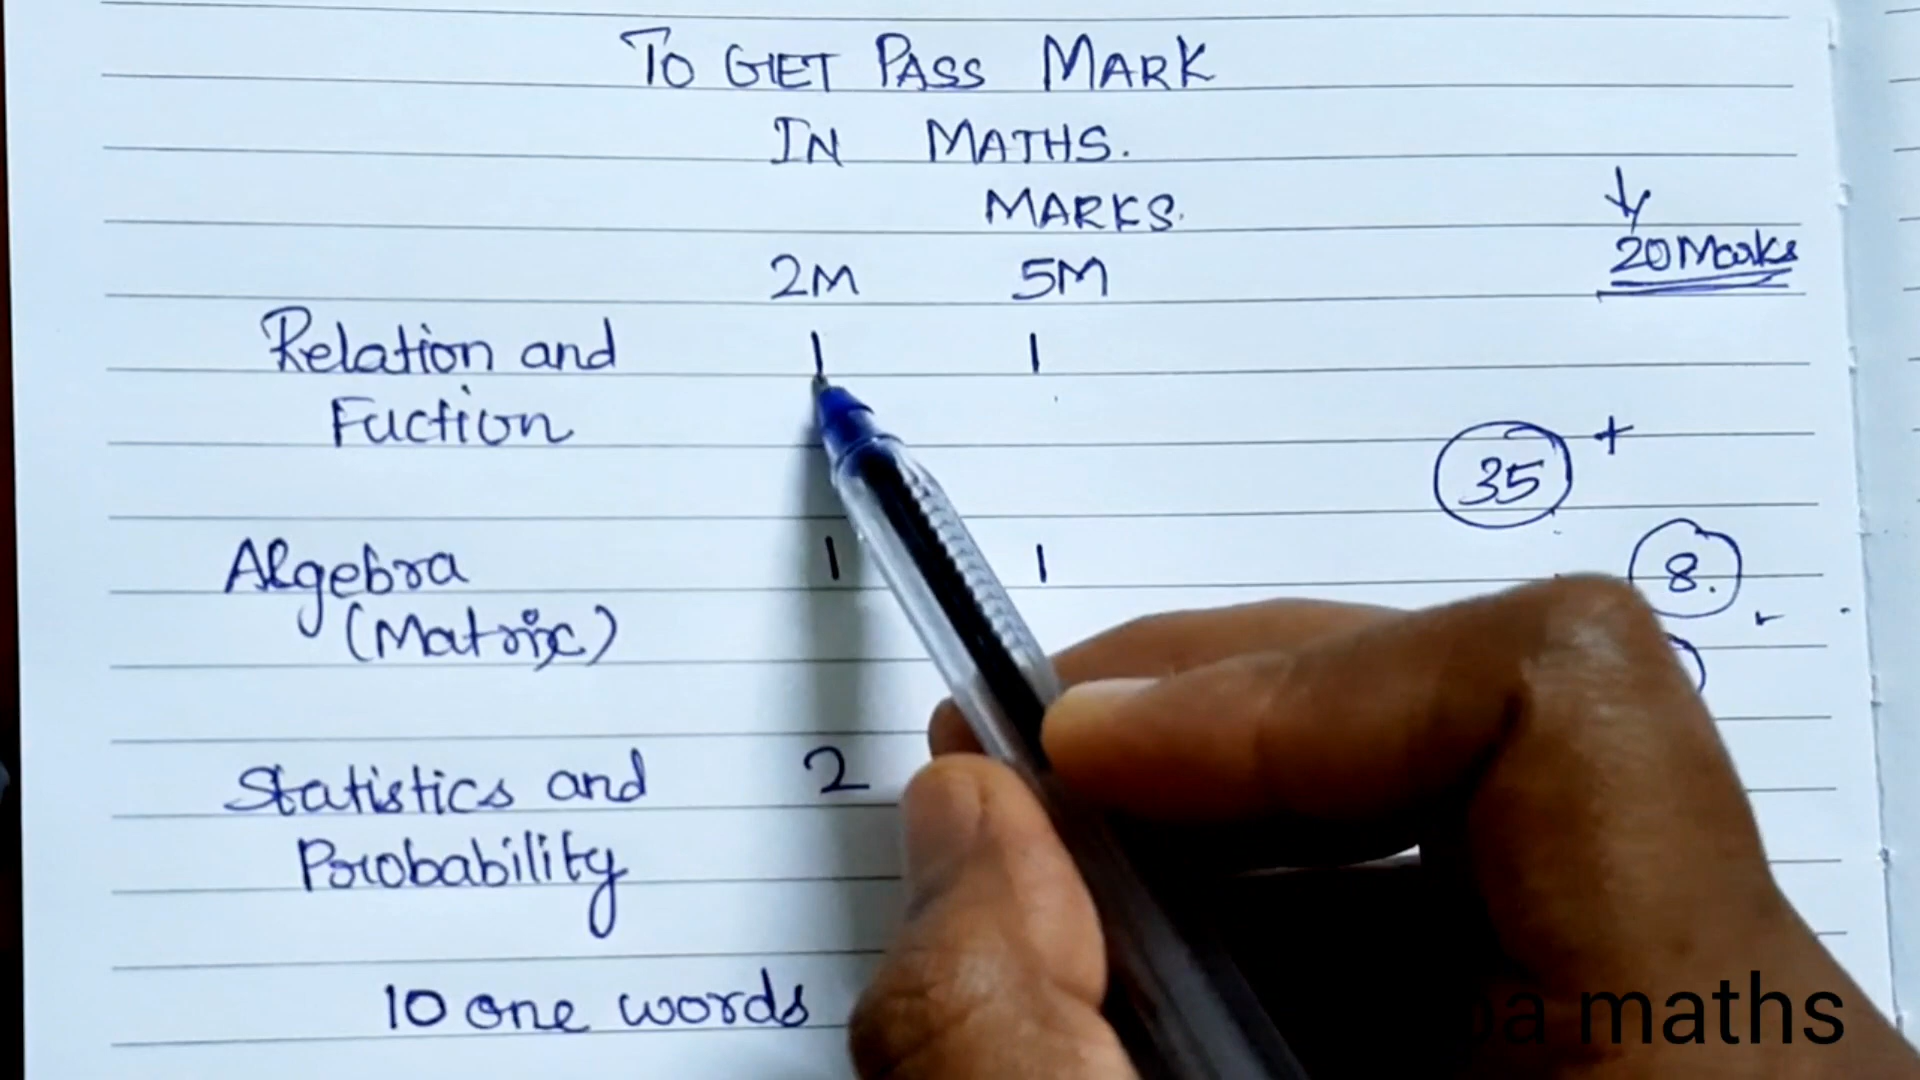 TO GET PASS MARK
IN MATHS.
MARKS.
20 Marks
2M 5M
Relation and 1 1
Fuction
35 +
8.
Algebra 1 1
(Matrix)
Statistics and 2
Probability
10 one words
maths